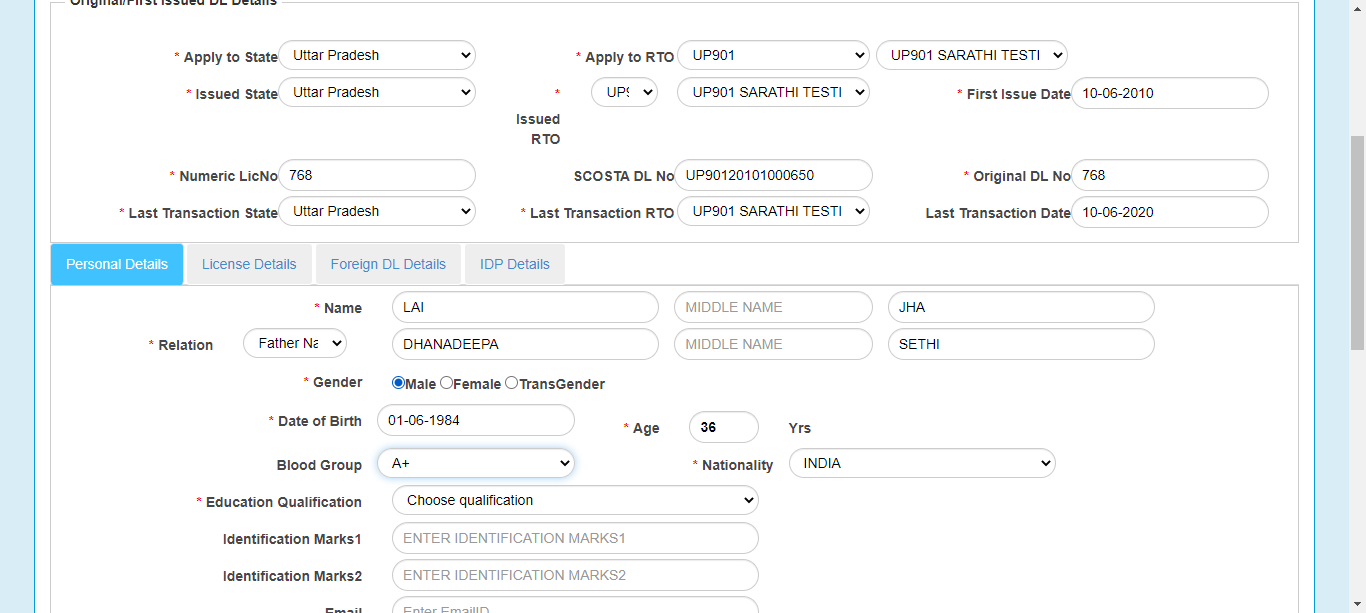 Original/First Issued DL Details
* Apply to State Uttar Pradesh * Apply to RTO UP901 UP901 SARATHI TESTI
* Issued State Uttar Pradesh * Issued RTO UP9 UP901 SARATHI TESTI * First Issue Date 10-06-2010
* Numeric LicNo 768 SCOSTA DL No UP90120101000650 * Original DL No 768
* Last Transaction State Uttar Pradesh * Last Transaction RTO UP901 SARATHI TESTI Last Transaction Date 10-06-2020
Personal Details License Details Foreign DL Details IDP Details
* Name LAI MIDDLE NAME JHA
* Relation Father Na DHANADEEPA MIDDLE NAME SETHI
* Gender Male Female TransGender
* Date of Birth 01-06-1984 * Age 36 Yrs
Blood Group A+ * Nationality INDIA
* Education Qualification Choose qualification
Identification Marks1 ENTER IDENTIFICATION MARKS1
Identification Marks2 ENTER IDENTIFICATION MARKS2
Email Enter EmailID